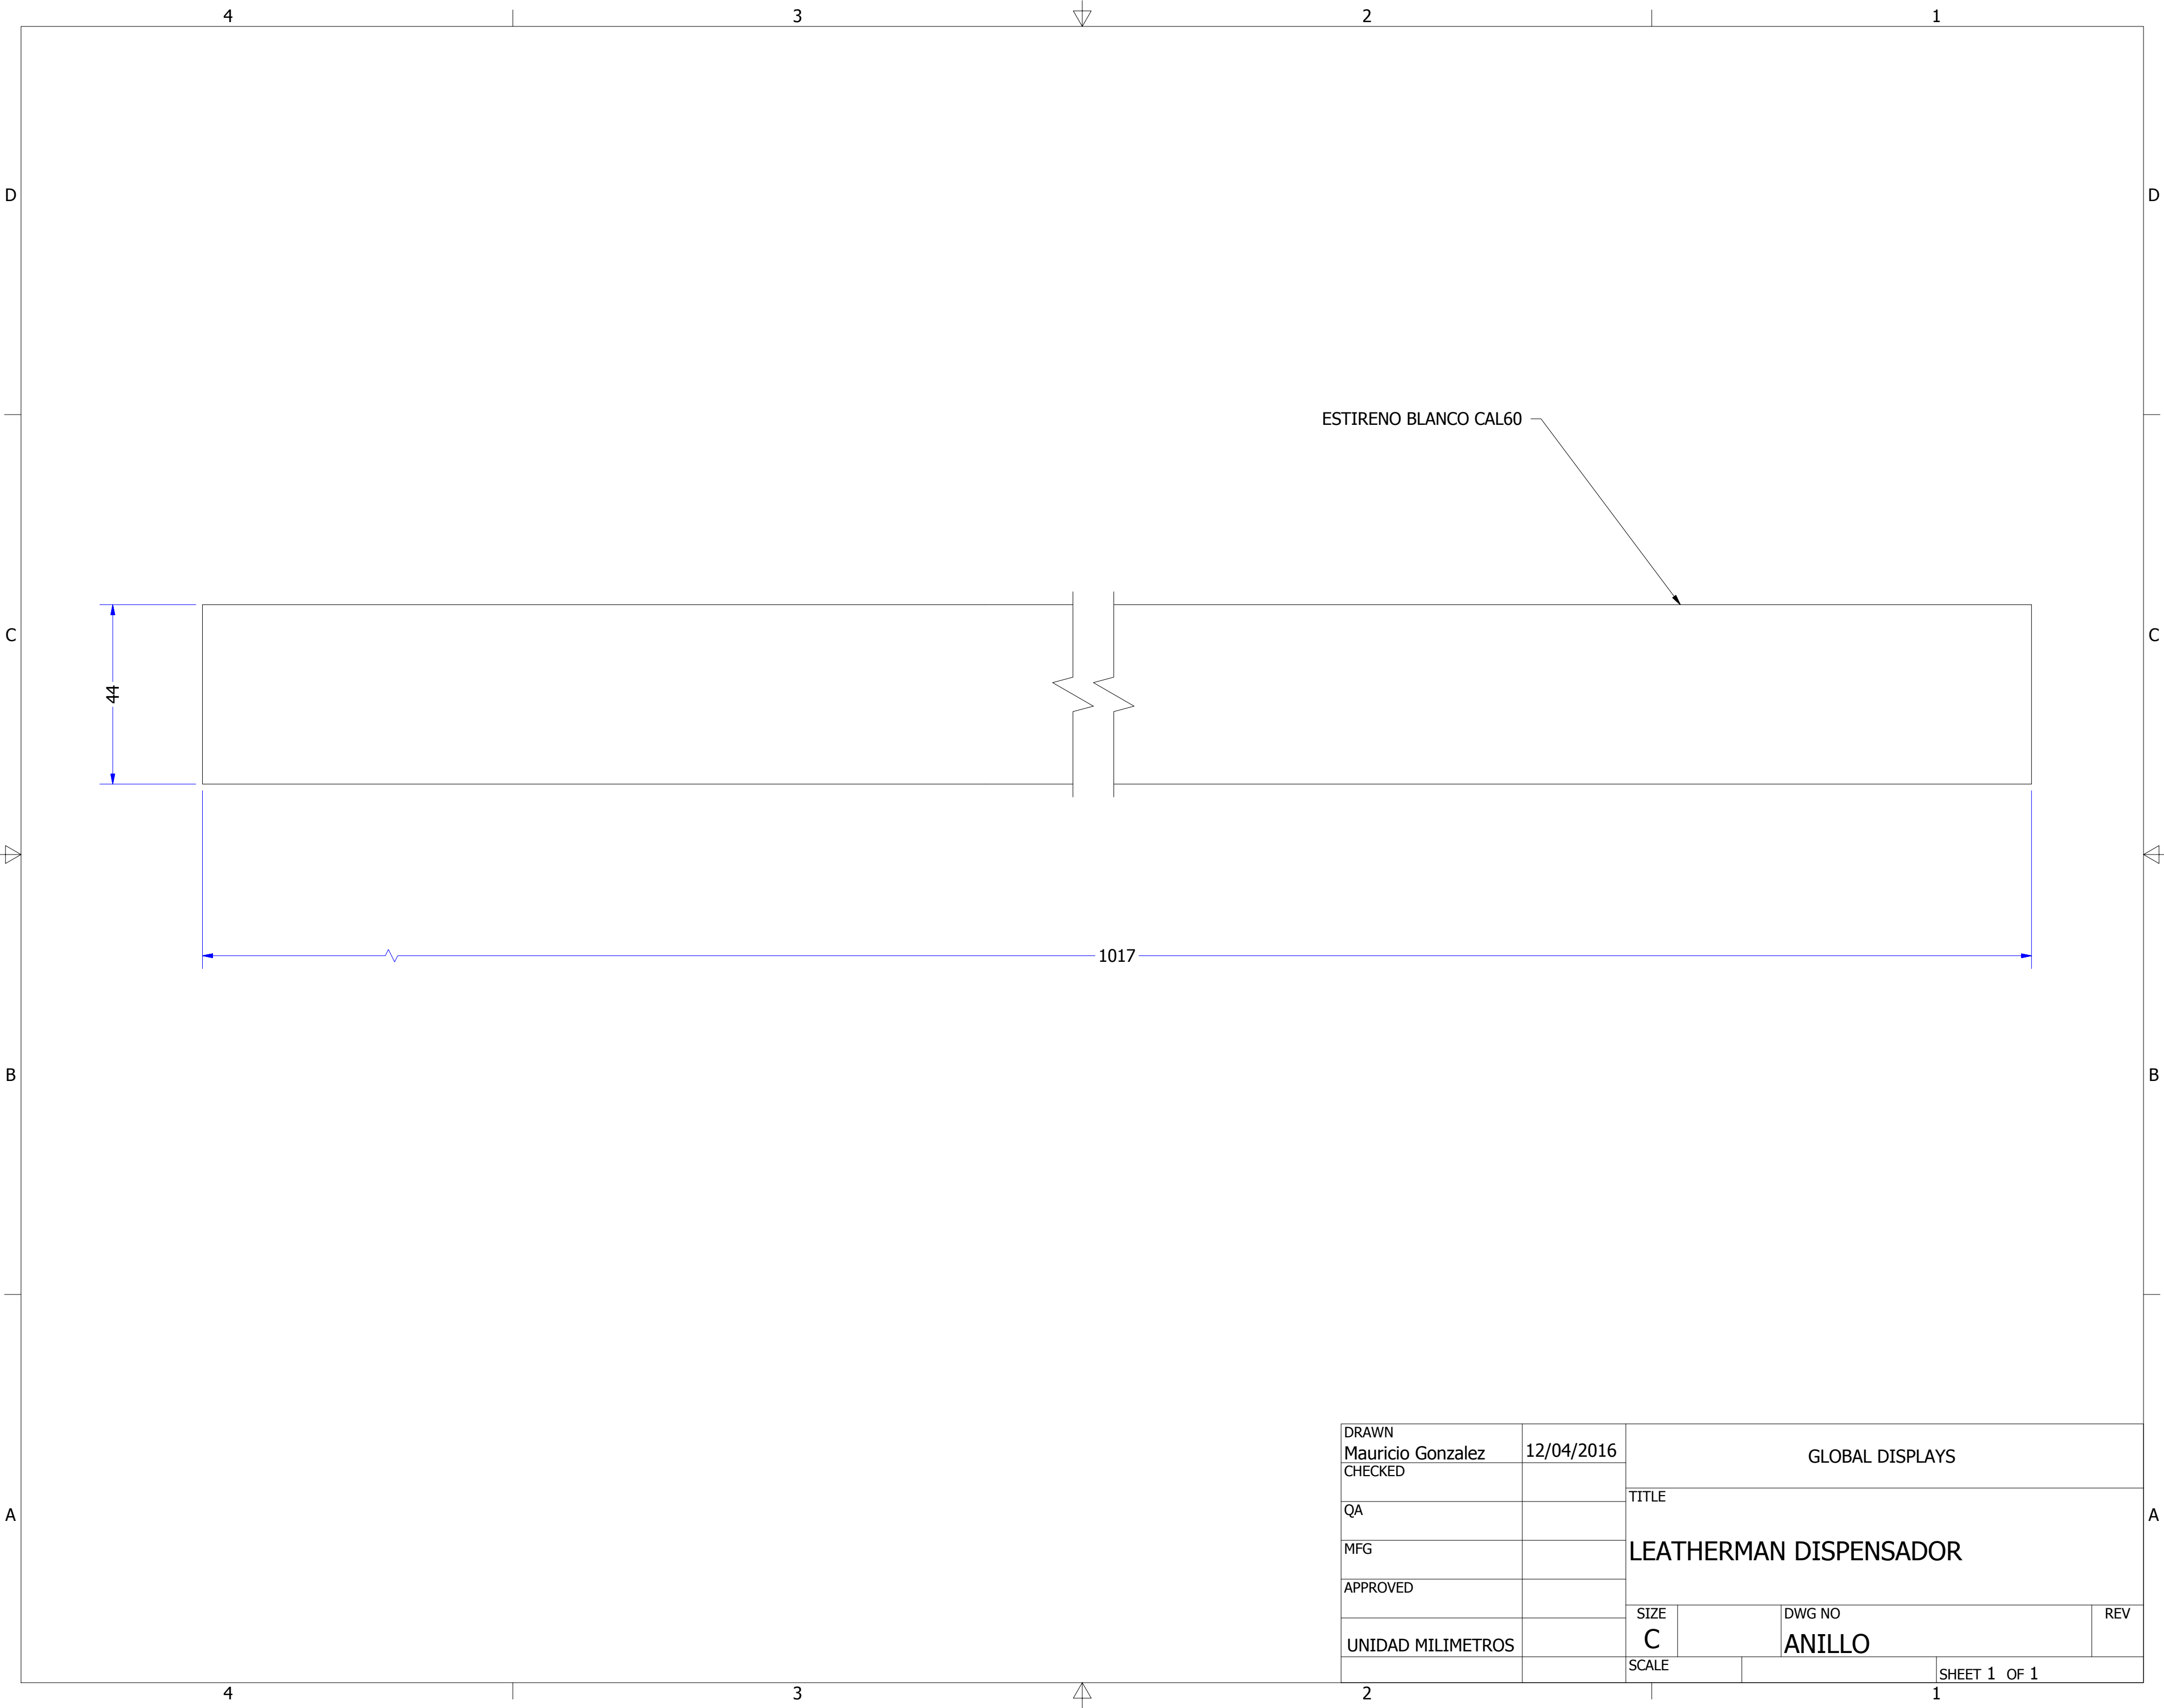 4 3 2 1
D D
ESTIRENO BLANCO CAL60
C C
44
1017
B B
A A
DRAWN
Mauricio Gonzalez 12/04/2016
GLOBAL DISPLAYS
CHECKED
TITLE
QA
LEATHERMAN DISPENSADOR
MFG
APPROVED
SIZE DWG NO REV
C ANILLO
UNIDAD MILIMETROS
SCALE
SHEET 1 OF 1
4 3 2 1